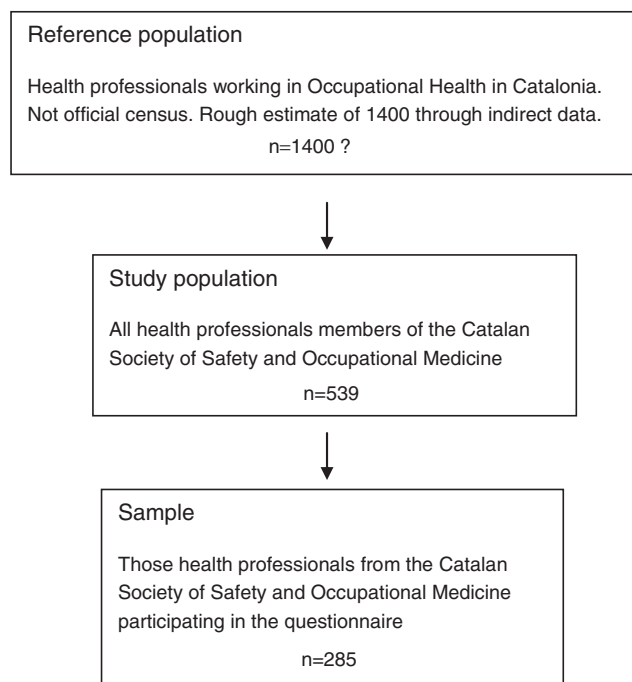 Reference population
Health professionals working in Occupational Health in Catalonia.
Not official census. Rough estimate of 1400 through indirect data.
n=1400 ?
Study population
All health professionals members of the Catalan
Society of Safety and Occupational Medicine
n=539
Sample
Those health professionals from the Catalan
Society of Safety and Occupational Medicine
participating in the questionnaire
n=285